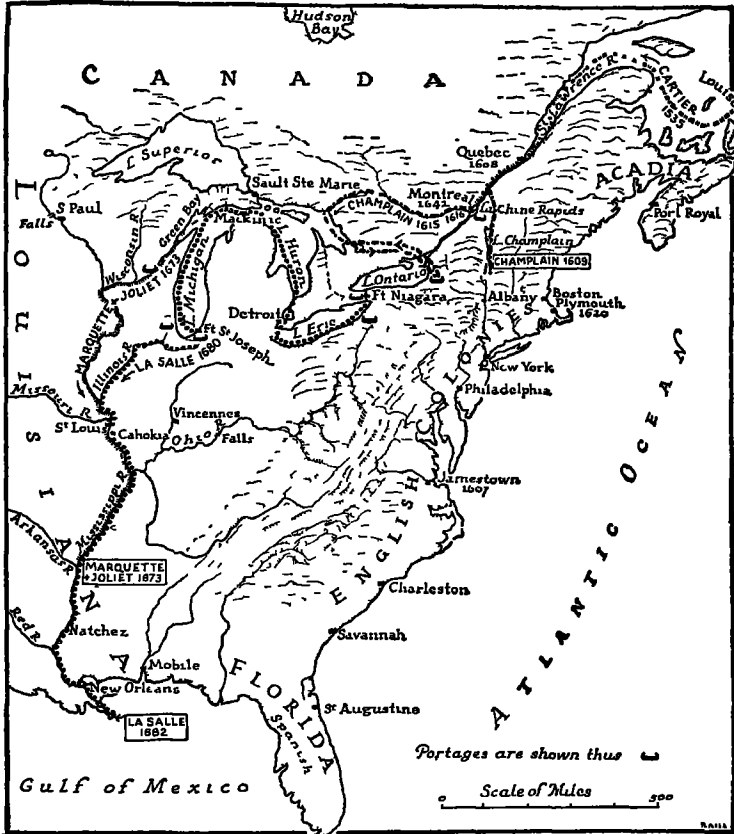 Hudson
Bay
CANADA
St Lawrence R.
CARTIER
1535
L Superior
Quebec
1608
ACADIA
Sault Ste Marie
Montreal
1642
CHAMPLAIN 1615 1616
La Chine Rapids
Port Royal
S Paul
Falls
Mackinac
Green Bay
Wisconsin R
L. Champlain
CHAMPLAIN 1609
L Huron
L Michigan
L Ontario
MARQUETTE
+ JOLIET 1673
Ft Niagara
Albany
Boston
Plymouth
1620
Detroit
L Erie
Ft St Joseph
LA SALLE 1680
Illinois R
New York
Philadelphia
Missouri R
St Louis
Cahokia
Vincennes
Ohio R
Falls
Jamestown
1607
Mississippi R
Arkansas R
MARQUETTE
+ JOLIET 1673
LOUISIANA
ENGLISH COLONIES
ATLANTIC OCEAN
Charleston
Red R
Natchez
Savannah
Mobile
New Orleans
FLORIDA
Spanish
St Augustine
LA SALLE
1682
Portages are shown thus
Gulf of Mexico
Scale of Miles
0 500